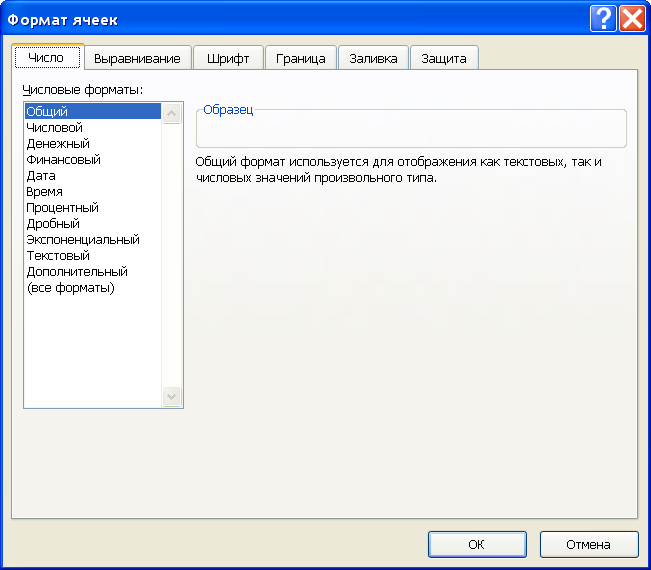 Формат ячеек
Число Выравнивание Шрифт Граница Заливка Защита
Числовые форматы:
Общий
Числовой
Денежный
Финансовый
Дата
Время
Процентный
Дробный
Экспоненциальный
Текстовый
Дополнительный
(все форматы)
Образец
Общий формат используется для отображения как текстовых, так и
числовых значений произвольного типа.
ОК Отмена